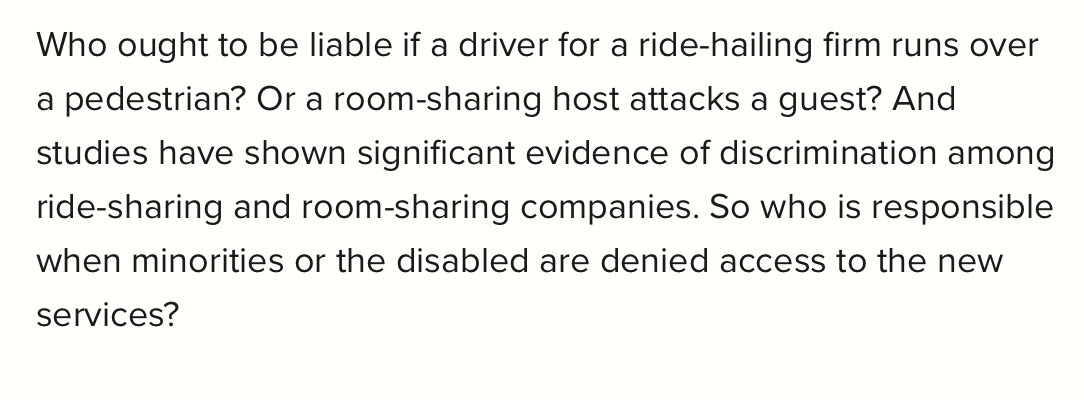 Who ought to be liable if a driver for a ride-hailing firm runs over
a pedestrian? Or a room-sharing host attacks a guest? And
studies have shown significant evidence of discrimination among
ride-sharing and room-sharing companies. So who is responsible
when minorities or the disabled are denied access to the new
services?